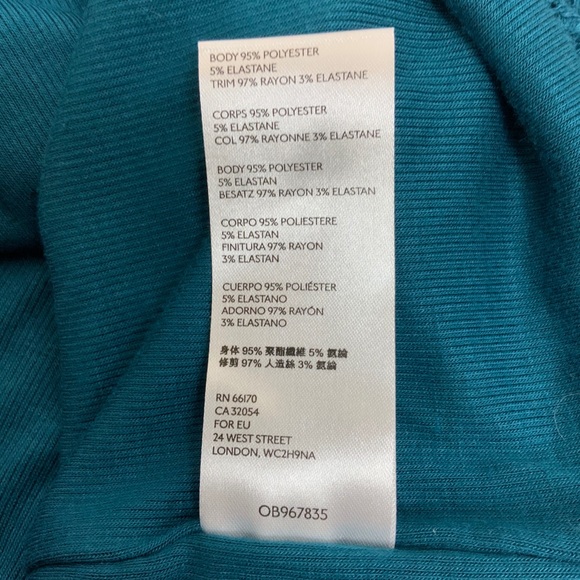 BODY 95% POLYESTER
5% ELASTANE
TRIM 97% RAYON 3% ELASTANE
CORPS 95% POLYESTER
5% ELASTANE
COL 97% RAYONNE 3% ELASTANE
BODY 95% POLYESTER
5% ELASTAN
BESATZ 97% RAYON 3% ELASTAN
CORPO 95% POLIESTERE
5% ELASTAN
FINITURA 97% RAYON
3% ELASTAN
CUERPO 95% POLIÉSTER
5% ELASTANO
ADORNO 97% RAYÓN
3% ELASTANO
身体 95% 聚酯纖維 5% 氨綸
修剪 97% 人造絲 3% 氨綸
RN 66170
CA 32054
FOR EU
24 WEST STREET
LONDON, WC2H9NA
OB967835